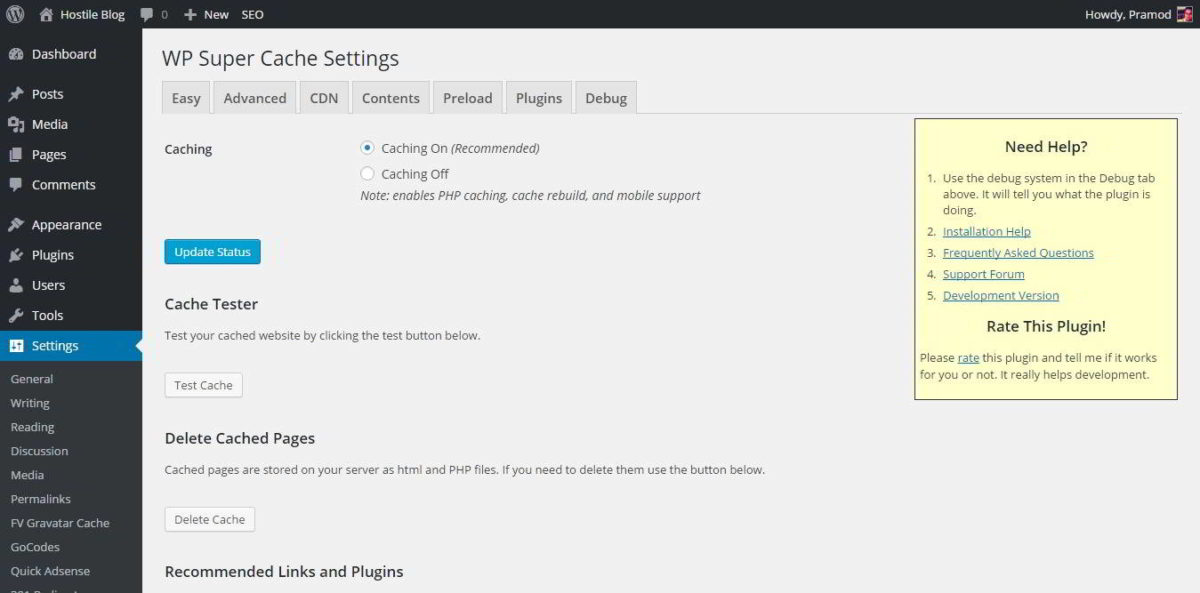 Hostile Blog 0 New SEO Howdy, Pramod
Dashboard
Posts
Media
Pages
Comments
Appearance
Plugins
Users
Tools
Settings
General
Writing
Reading
Discussion
Media
Permalinks
FV Gravatar Cache
GoCodes
Quick Adsense
WP Super Cache Settings
Easy Advanced CDN Contents Preload Plugins Debug
Caching
Caching On (Recommended)
Caching Off
Note: enables PHP caching, cache rebuild, and mobile support
Update Status
Cache Tester
Test your cached website by clicking the test button below.
Test Cache
Delete Cached Pages
Cached pages are stored on your server as html and PHP files. If you need to delete them use the button below.
Delete Cache
Recommended Links and Plugins
Need Help?
1. Use the debug system in the Debug tab
above. It will tell you what the plugin is
doing.
2. Installation Help
3. Frequently Asked Questions
4. Support Forum
5. Development Version
Rate This Plugin!
Please rate this plugin and tell me if it works
for you or not. It really helps development.